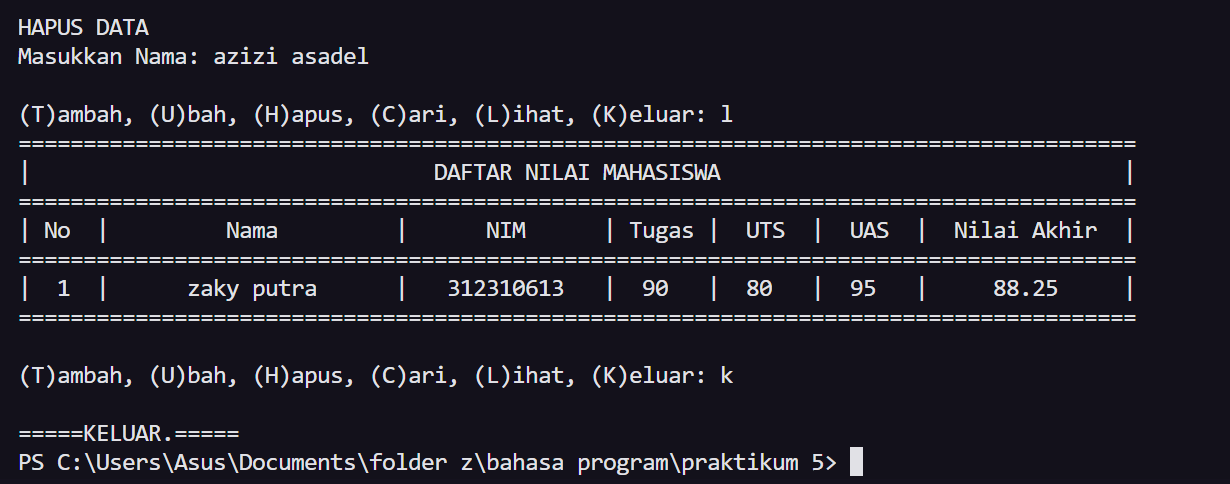 HAPUS DATA
Masukkan Nama: azizi asadel
(T)ambah, (U)bah, (H)apus, (C)ari, (L)ihat, (K)eluar: l
======================================================================================
|                               DAFTAR NILAI MAHASISWA                               |
======================================================================================
| No  |         Nama         |      NIM      | Tugas |  UTS  |  UAS  |  Nilai Akhir  |
======================================================================================
|  1  |      zaky putra      |   312310613   |  90   |  80   |  95   |     88.25     |
======================================================================================
(T)ambah, (U)bah, (H)apus, (C)ari, (L)ihat, (K)eluar: k
=====KELUAR.=====
PS C:\Users\Asus\Documents\folder z\bahasa program\praktikum 5>